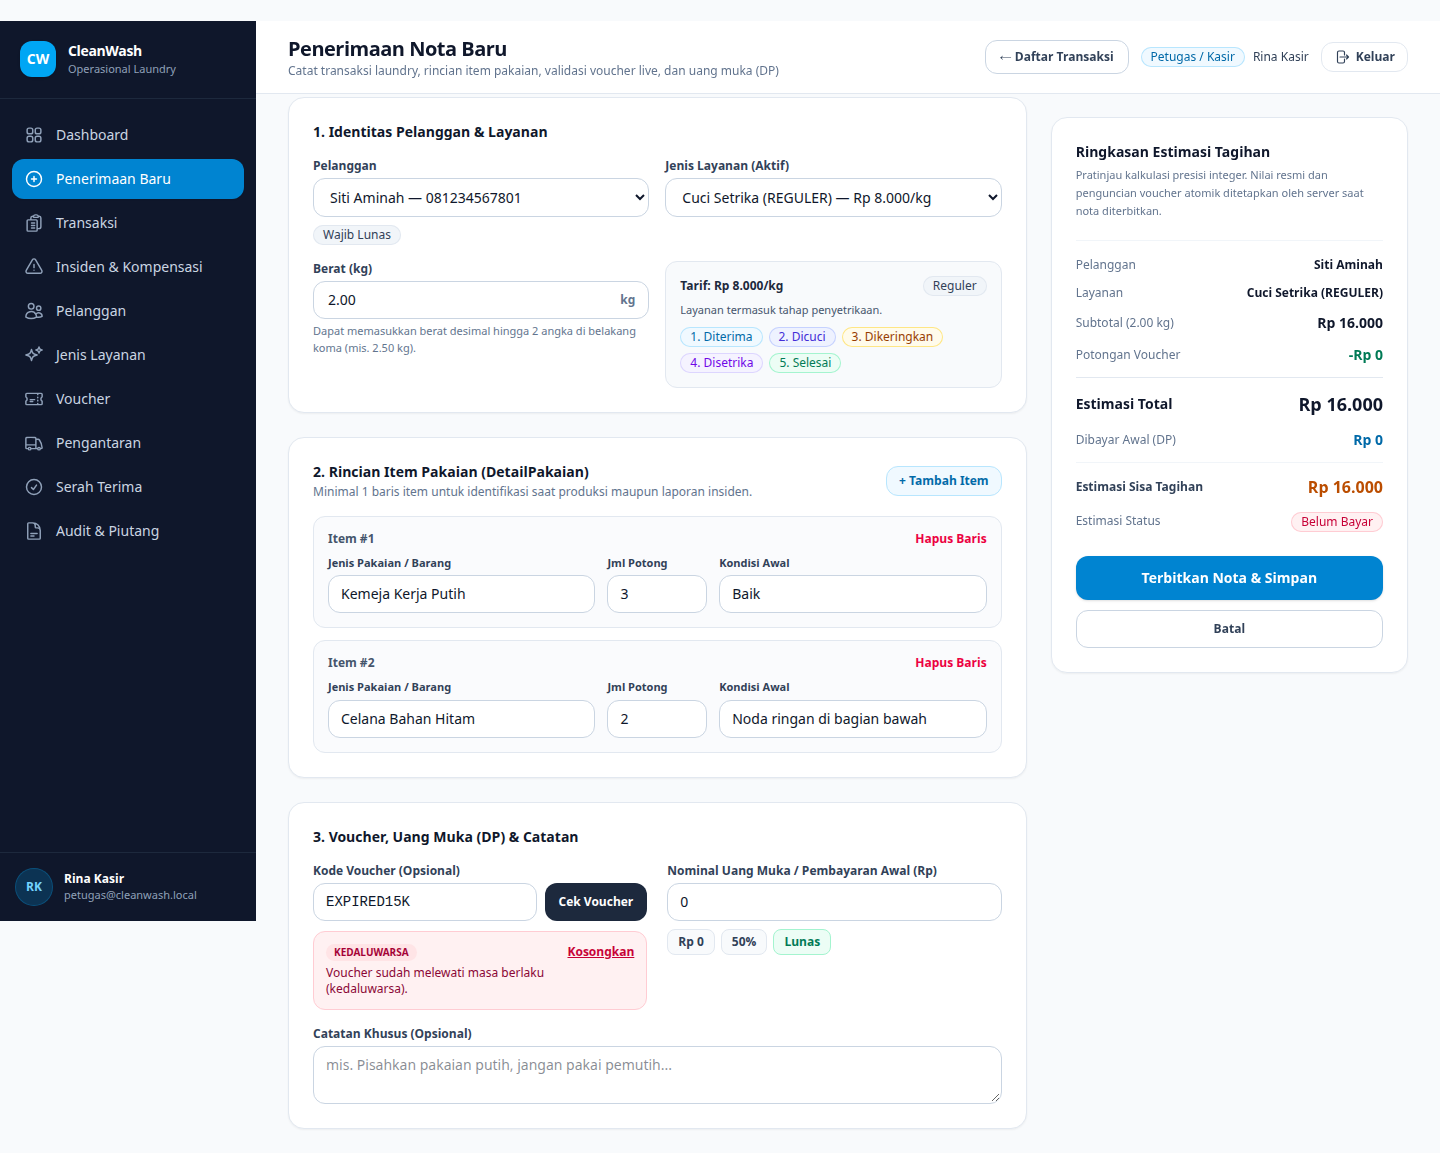 CW
CleanWash
Operasional Laundry
Dashboard
Penerimaan Baru
Transaksi
Insiden & Kompensasi
Pelanggan
Jenis Layanan
Voucher
Pengantaran
Serah Terima
Audit & Piutang
RK
Rina Kasir
petugas@cleanwash.local
Penerimaan Nota Baru
Catat transaksi laundry, rincian item pakaian, validasi voucher live, dan uang muka (DP)
← Daftar Transaksi
Petugas / Kasir
Rina Kasir
Keluar
1. Identitas Pelanggan & Layanan
Pelanggan
Siti Aminah — 081234567801
Wajib Lunas
Jenis Layanan (Aktif)
Cuci Setrika (REGULER) — Rp 8.000/kg
Berat (kg)
2.00 kg
Dapat memasukkan berat desimal hingga 2 angka di belakang
koma (mis. 2.50 kg).
Tarif: Rp 8.000/kg
Reguler
Layanan termasuk tahap penyetrikaan.
1. Diterima 2. Dicuci 3. Dikeringkan
4. Disetrika 5. Selesai
2. Rincian Item Pakaian (DetailPakaian)
Minimal 1 baris item untuk identifikasi saat produksi maupun laporan insiden.
+ Tambah Item
Item #1
Hapus Baris
Jenis Pakaian / Barang Jml Potong Kondisi Awal
Kemeja Kerja Putih 3 Baik
Item #2
Hapus Baris
Jenis Pakaian / Barang Jml Potong Kondisi Awal
Celana Bahan Hitam 2 Noda ringan di bagian bawah
3. Voucher, Uang Muka (DP) & Catatan
Kode Voucher (Opsional)
EXPIRED15K
Cek Voucher
KEDALUWARSA
Kosongkan
Voucher sudah melewati masa berlaku
(kedaluwarsa).
Nominal Uang Muka / Pembayaran Awal (Rp)
0
Rp 0 50% Lunas
Catatan Khusus (Opsional)
mis. Pisahkan pakaian putih, jangan pakai pemutih...
Ringkasan Estimasi Tagihan
Pratinjau kalkulasi presisi integer. Nilai resmi dan
penguncian voucher atomik ditetapkan oleh server saat
nota diterbitkan.
Pelanggan Siti Aminah
Layanan Cuci Setrika (REGULER)
Subtotal (2.00 kg) Rp 16.000
Potongan Voucher -Rp 0
Estimasi Total Rp 16.000
Dibayar Awal (DP) Rp 0
Estimasi Sisa Tagihan Rp 16.000
Estimasi Status Belum Bayar
Terbitkan Nota & Simpan
Batal